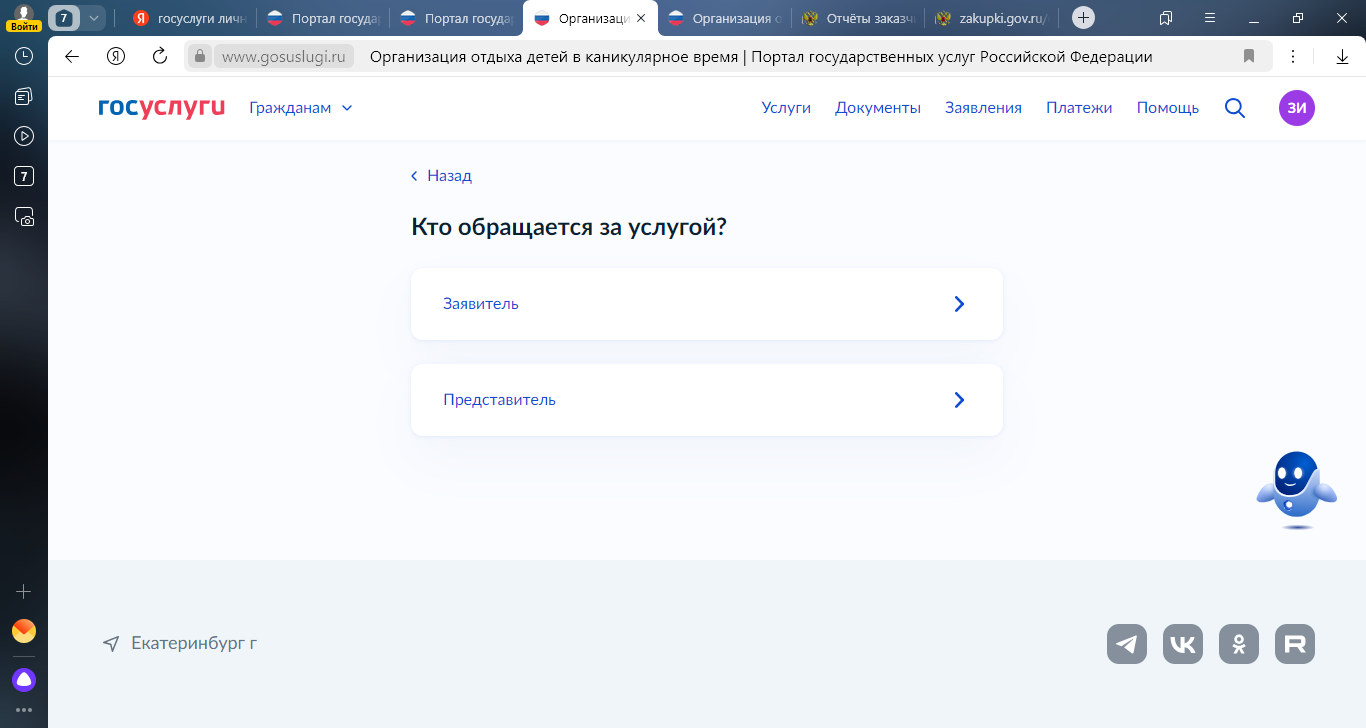 Войти
7
госуслуги личн
Портал госуда
Портал госуда
Организаци
Организация о
Отчёты заказч
zakupki.gov.ru/
www.gosuslugi.ru
Организация отдыха детей в каникулярное время | Портал государственных услуг Российской Федерации
7
госуслуги
Гражданам
Услуги
Документы
Заявления
Платежи
Помощь
ЗИ
Назад
Кто обращается за услугой?
Заявитель
Представитель
Екатеринбург г